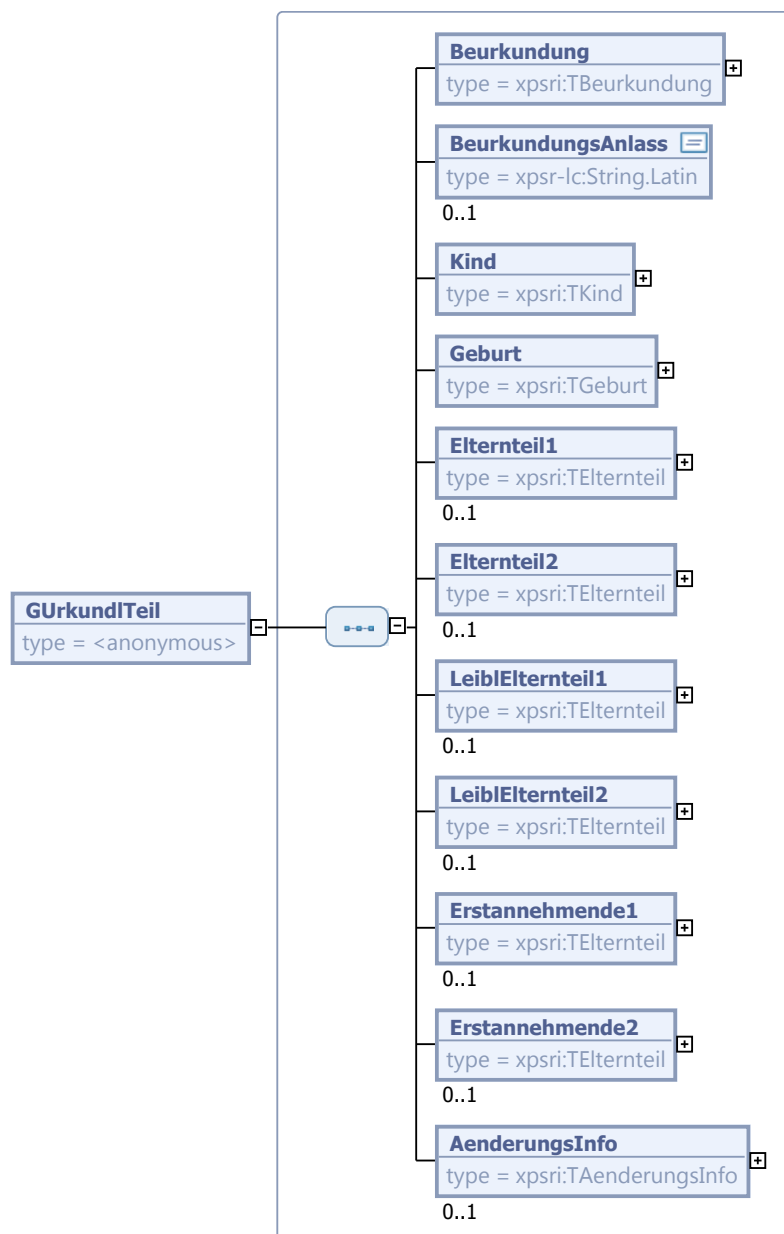 Beurkundung
type = xpsri:TBeurkundung
BeurkundungsAnlass
type = xpsr-lc:String.Latin
0..1
Kind
type = xpsri:TKind
Geburt
type = xpsri:TGeburt
Elternteil1
type = xpsri:TElternteil
0..1
Elternteil2
type = xpsri:TElternteil
0..1
GUrkundlTeil
type = <anonymous>
LeiblElternteil1
type = xpsri:TElternteil
0..1
LeiblElternteil2
type = xpsri:TElternteil
0..1
Erstannehmende1
type = xpsri:TElternteil
0..1
Erstannehmende2
type = xpsri:TElternteil
0..1
AenderungsInfo
type = xpsri:TAenderungsInfo
0..1